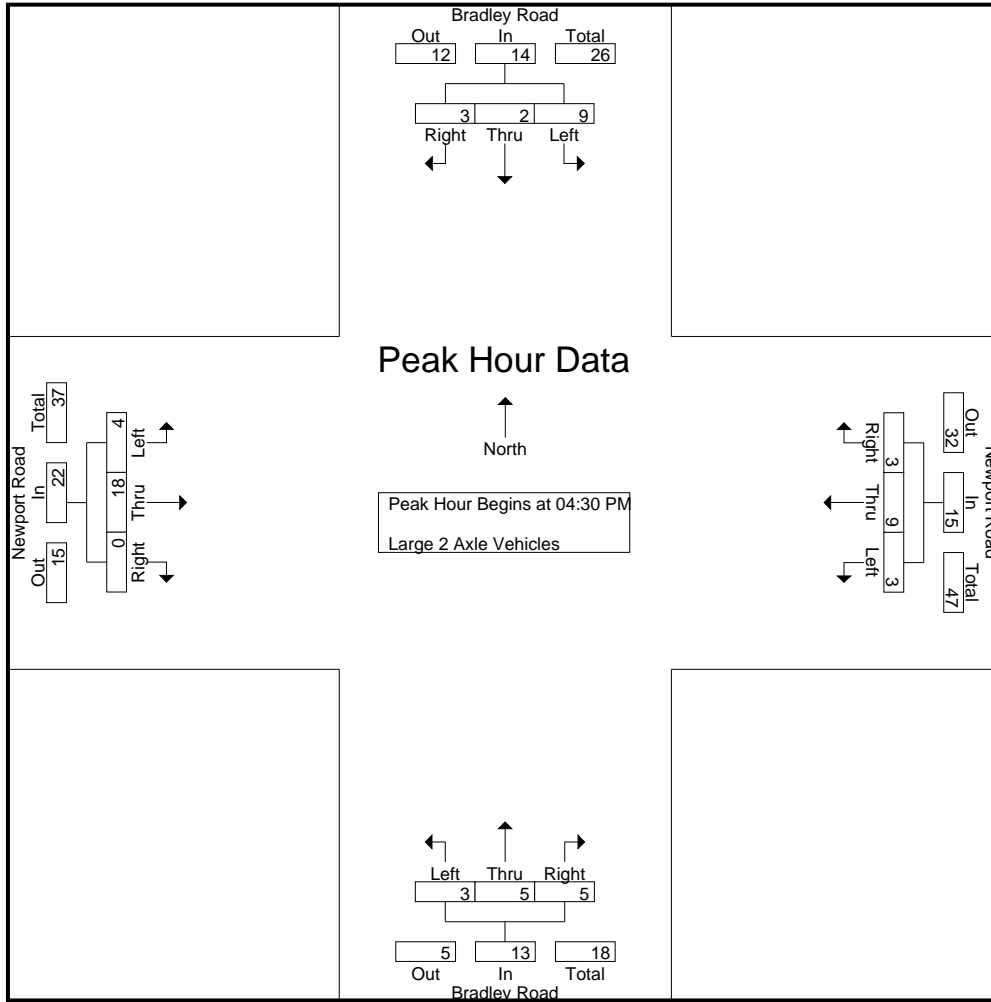 Bradley Road
Out In Total
12 14 26
3 2 9
Right Thru Left
Peak Hour Data
North
Peak Hour Begins at 04:30 PM
Large 2 Axle Vehicles
Newport Road
Out In Total
15 22 37
Right Thru Left
0 18 4
Newport Road
Out In Total
32 15 47
Right Thru Left
3 9 3
Left Thru Right
3 5 5
5 13 18
Out In Total
Bradley Road